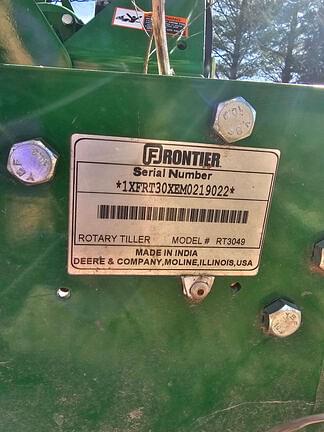 FRONTIER
Serial Number
*1XFRT30XEM0219022*
ROTARY TILLER MODEL # RT3049
MADE IN INDIA
DEERE & COMPANY,MOLINE,ILLINOIS,USA